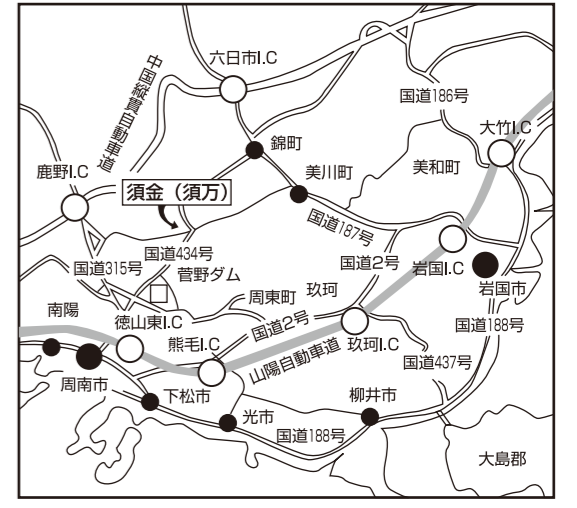 六日市I.C
中国縦貫自動車道
国道186号
大竹I.C
錦町
美川町
美和町
鹿野I.C
須金（須万）
国道187号
国道434号
国道315号
菅野ダム
国道2号
岩国I.C
岩国市
周東町
玖珂
南陽
徳山東I.C
熊毛I.C
国道2号
山陽自動車道
玖珂I.C
国道188号
国道437号
周南市
下松市
光市
柳井市
国道188号
大島郡